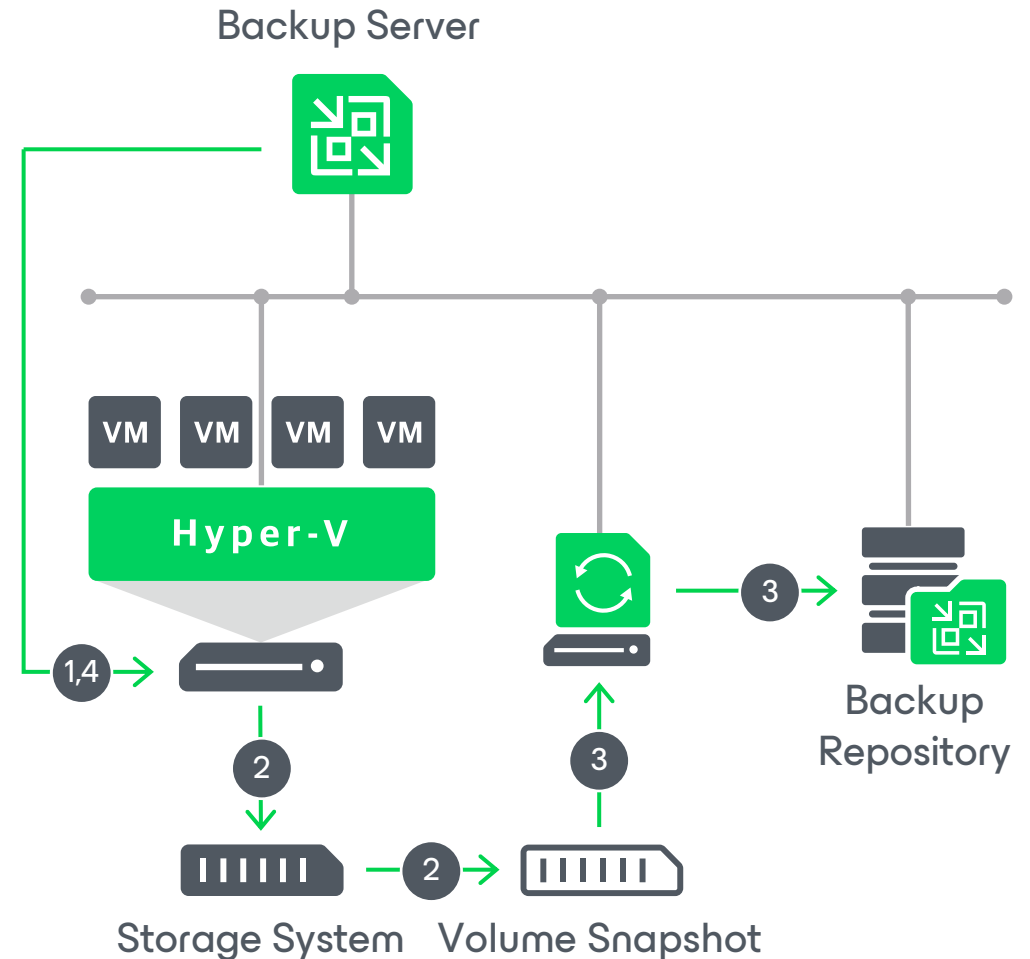 Backup Server
VM VM VM VM
Hyper-V
3
1,4
Backup
Repository
2
3
2
Storage System Volume Snapshot